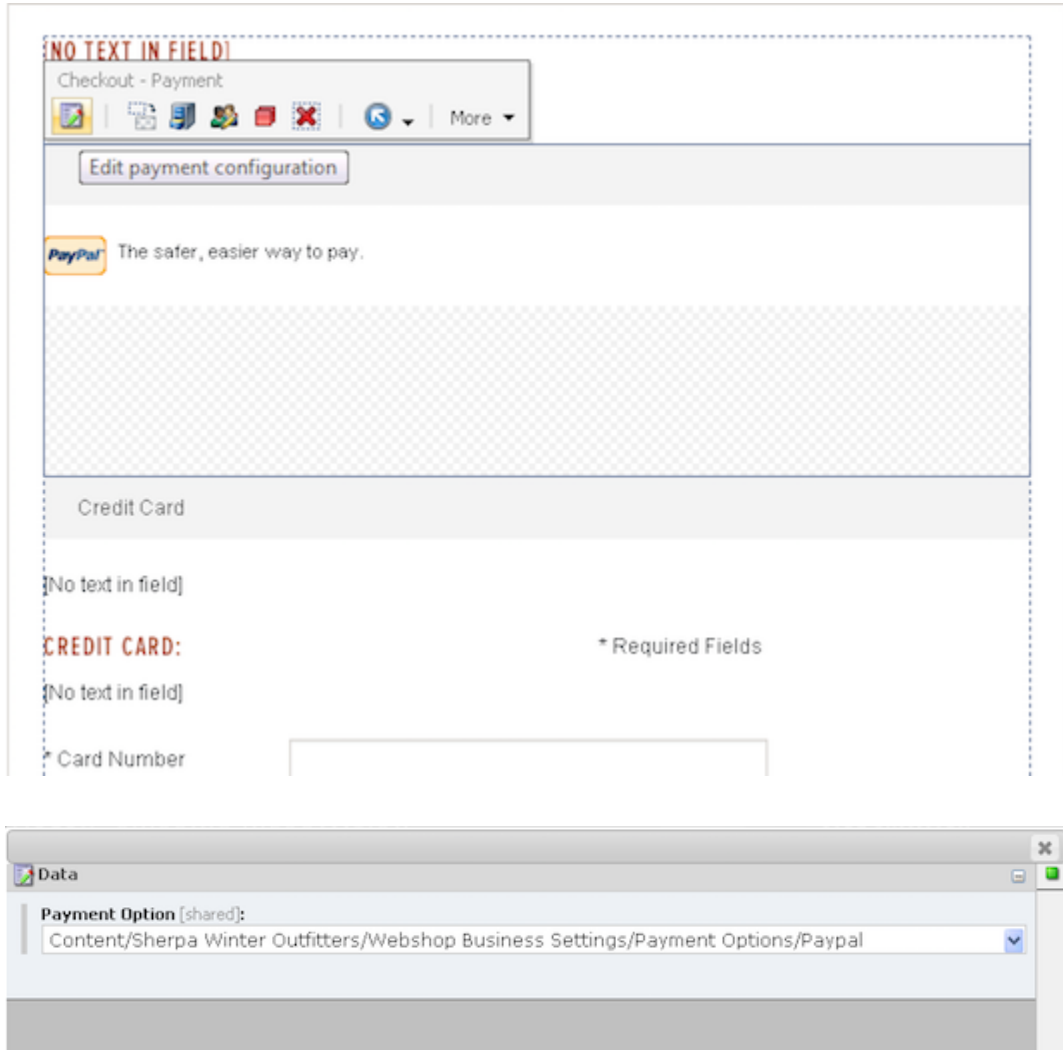 [NO TEXT IN FIELD]
Checkout - Payment
More
Edit payment configuration
PayPal The safer, easier way to pay.
Credit Card
[No text in field]
CREDIT CARD: * Required Fields
[No text in field]
* Card Number
Data
Payment Option [shared]:
Content/Sherpa Winter Outfitters/Webshop Business Settings/Payment Options/Paypal